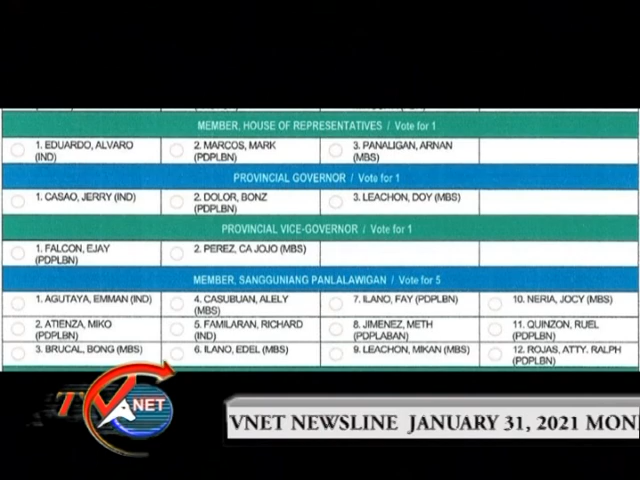 MEMBER, HOUSE OF REPRESENTATIVES / Vote for 1
1. EDUARDO, ALVARO (IND)
2. MARCOS, MARK (PDPLBN)
3. PANALIGAN, ARNAN (MBS)
PROVINCIAL GOVERNOR / Vote for 1
1. CASAO, JERRY (IND)
2. DOLOR, BONZ (PDPLBN)
3. LEACHON, DOY (MBS)
PROVINCIAL VICE-GOVERNOR / Vote for 1
1. FALCON, EJAY (PDPLBN)
2. PEREZ, CA JOJO (MBS)
MEMBER, SANGGUNIANG PANLALAWIGAN / Vote for 5
1. AGUTAYA, EMMAN (IND)
4. CASUBUAN, ALELY (MBS)
7. ILANO, FAY (PDPLBN)
10. NERIA, JOCY (MBS)
2. ATIENZA, MIKO (PDPLBN)
5. FAMILARAN, RICHARD (IND)
8. JIMENEZ, METH (PDPLABAN)
11. QUINZON, RUEL (PDPLBN)
3. BRUCAL, BONG (MBS)
6. ILANO, EDEL (MBS)
9. LEACHON, MIKAN (MBS)
12. ROJAS, ATTY. RALPH (PDPLBN)
TV NET
VNET NEWSLINE JANUARY 31, 2021 MON